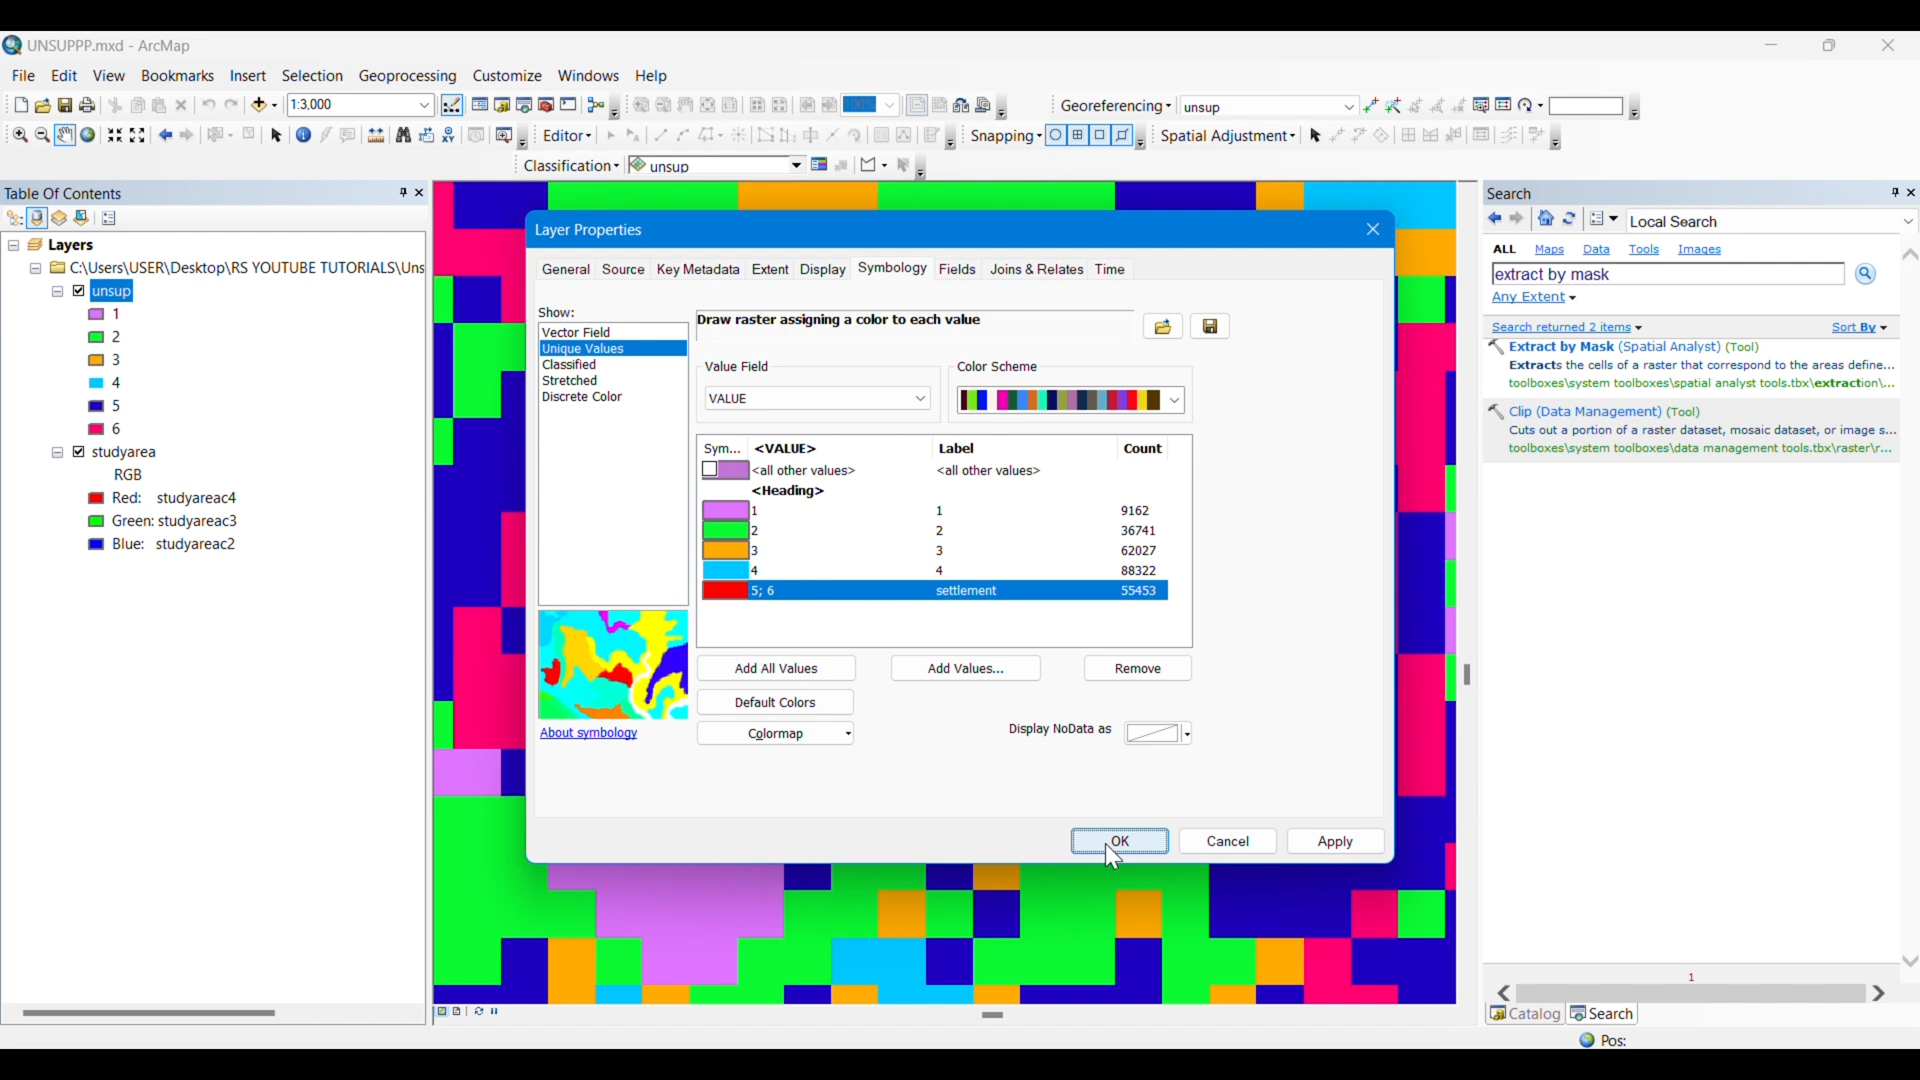 UNSUPPP.mxd - ArcMap
File Edit View Bookmarks Insert Selection Geoprocessing Customize Windows Help
1:3,000 100% Georeferencing unsup
Editor Snapping Spatial Adjustment
Classification unsup
Table Of Contents
Layers
C:\Users\USER\Desktop\RS YOUTUBE TUTORIALS\Uns
unsup
1
2
3
4
5
6
studyarea
RGB
Red: studyareac4
Green: studyareac3
Blue: studyareac2
Layer Properties
General Source Key Metadata Extent Display Symbology Fields Joins & Relates Time
Show:
Vector Field
Unique Values
Classified
Stretched
Discrete Color
About symbology
Draw raster assigning a color to each value
Value Field Color Scheme
VALUE
Sym... <VALUE> Label Count
<all other values> <all other values>
<Heading>
1 1 9162
2 2 36741
3 3 62027
4 4 88322
5; 6 settlement 55453
Add All Values Add Values... Remove
Default Colors
Colormap Display NoData as
OK Cancel Apply
Search
Local Search
ALL Maps Data Tools Images
extract by mask
Any Extent
Search returned 2 items Sort By
Extract by Mask (Spatial Analyst) (Tool)
Extracts the cells of a raster that correspond to the areas define...
toolboxes\system toolboxes\spatial analyst tools.tbx\extraction\...
Clip (Data Management) (Tool)
Cuts out a portion of a raster dataset, mosaic dataset, or image s...
toolboxes\system toolboxes\data management tools.tbx\raster\r...
1
Catalog Search
Pos: